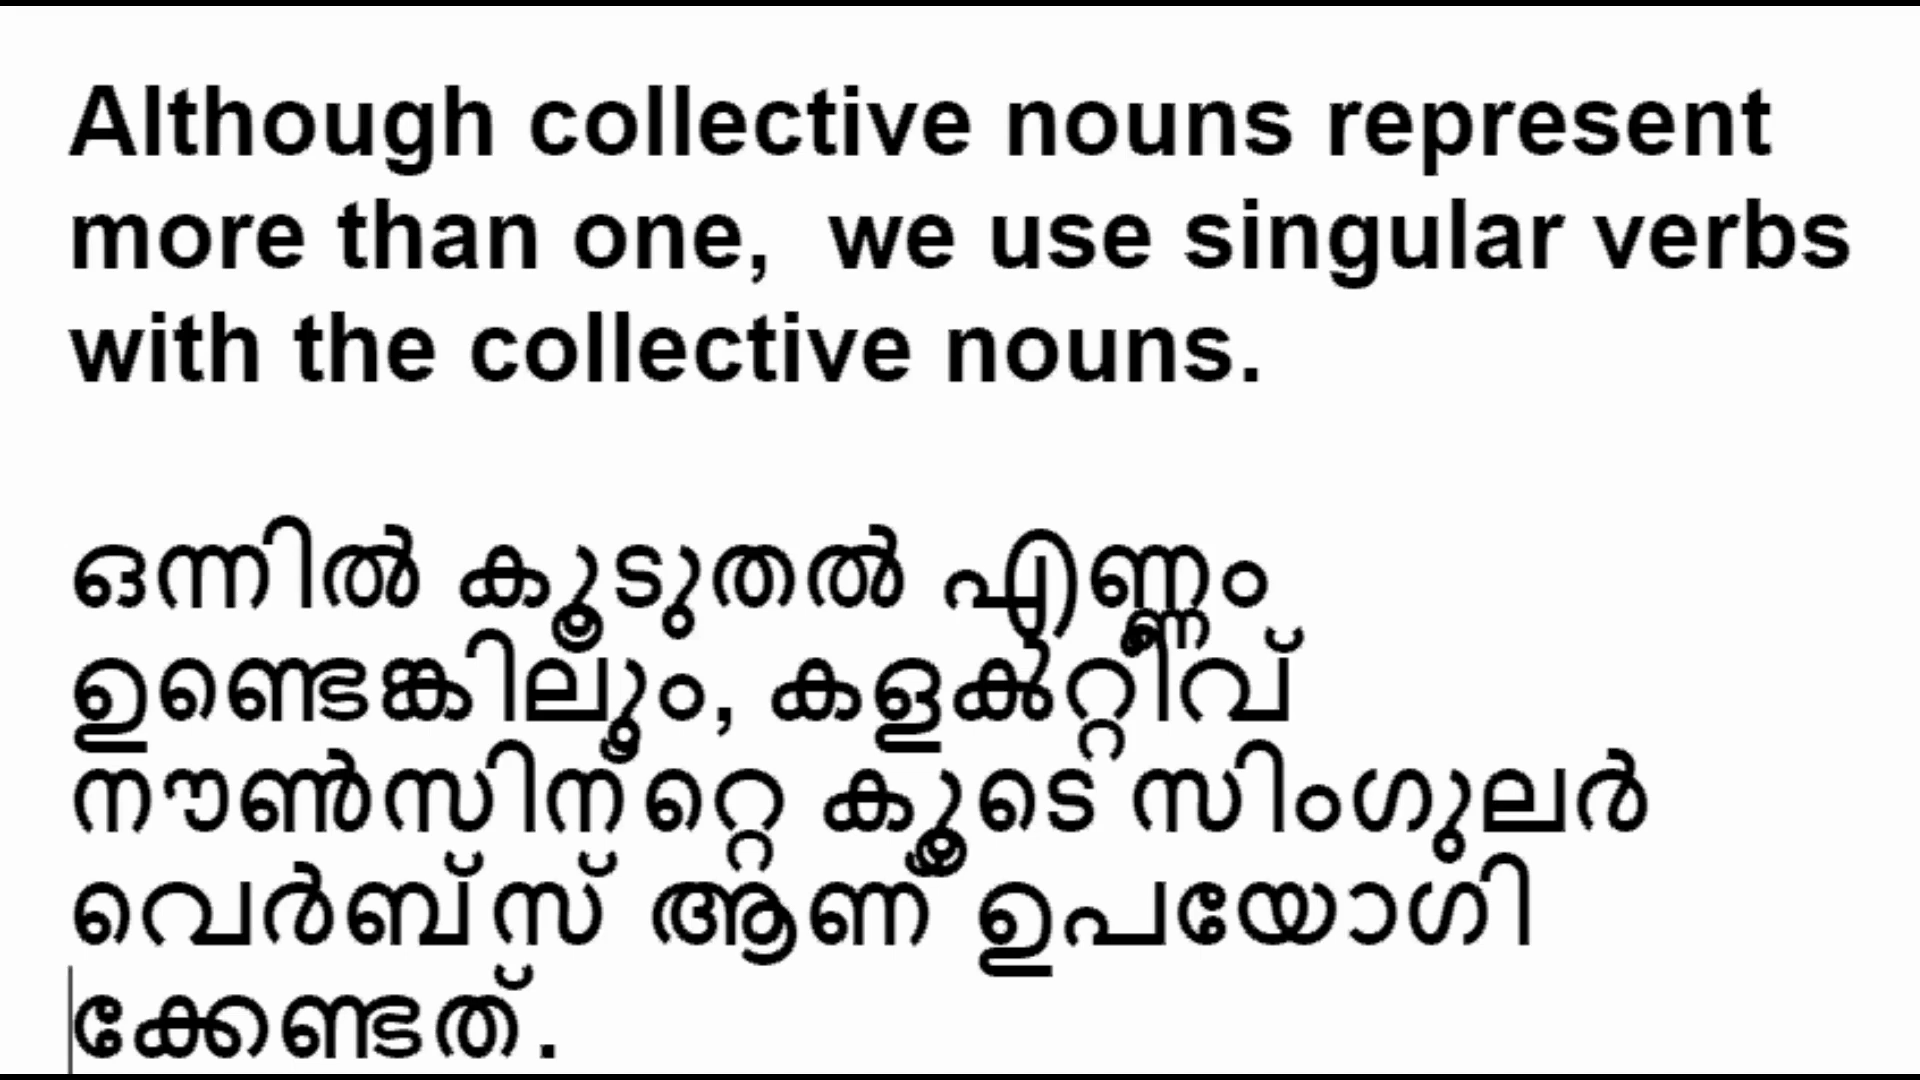 Although collective nouns represent
more than one,  we use singular verbs
with the collective nouns.
ഒന്നിൽ കൂടുതൽ എണ്ണം
ഉണ്ടെങ്കിലും, കളക്റ്റീവ്
നൗൺസിന്റെ കൂടെ സിംഗുലർ
വെർബ്സ് ആണ് ഉപയോഗി
ക്കേണ്ടത്.